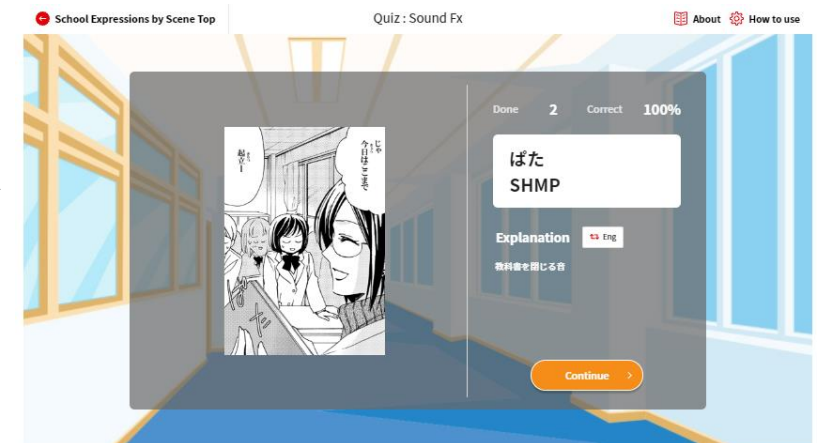 School Expressions by Scene Top
Quiz : Sound Fx
About
How to use
じゃ
今日はここまで
起立ー
ぱた
Done 2 Correct 100%
ぱた
SHMP
Explanation
Eng
教科書を閉じる音
Continue